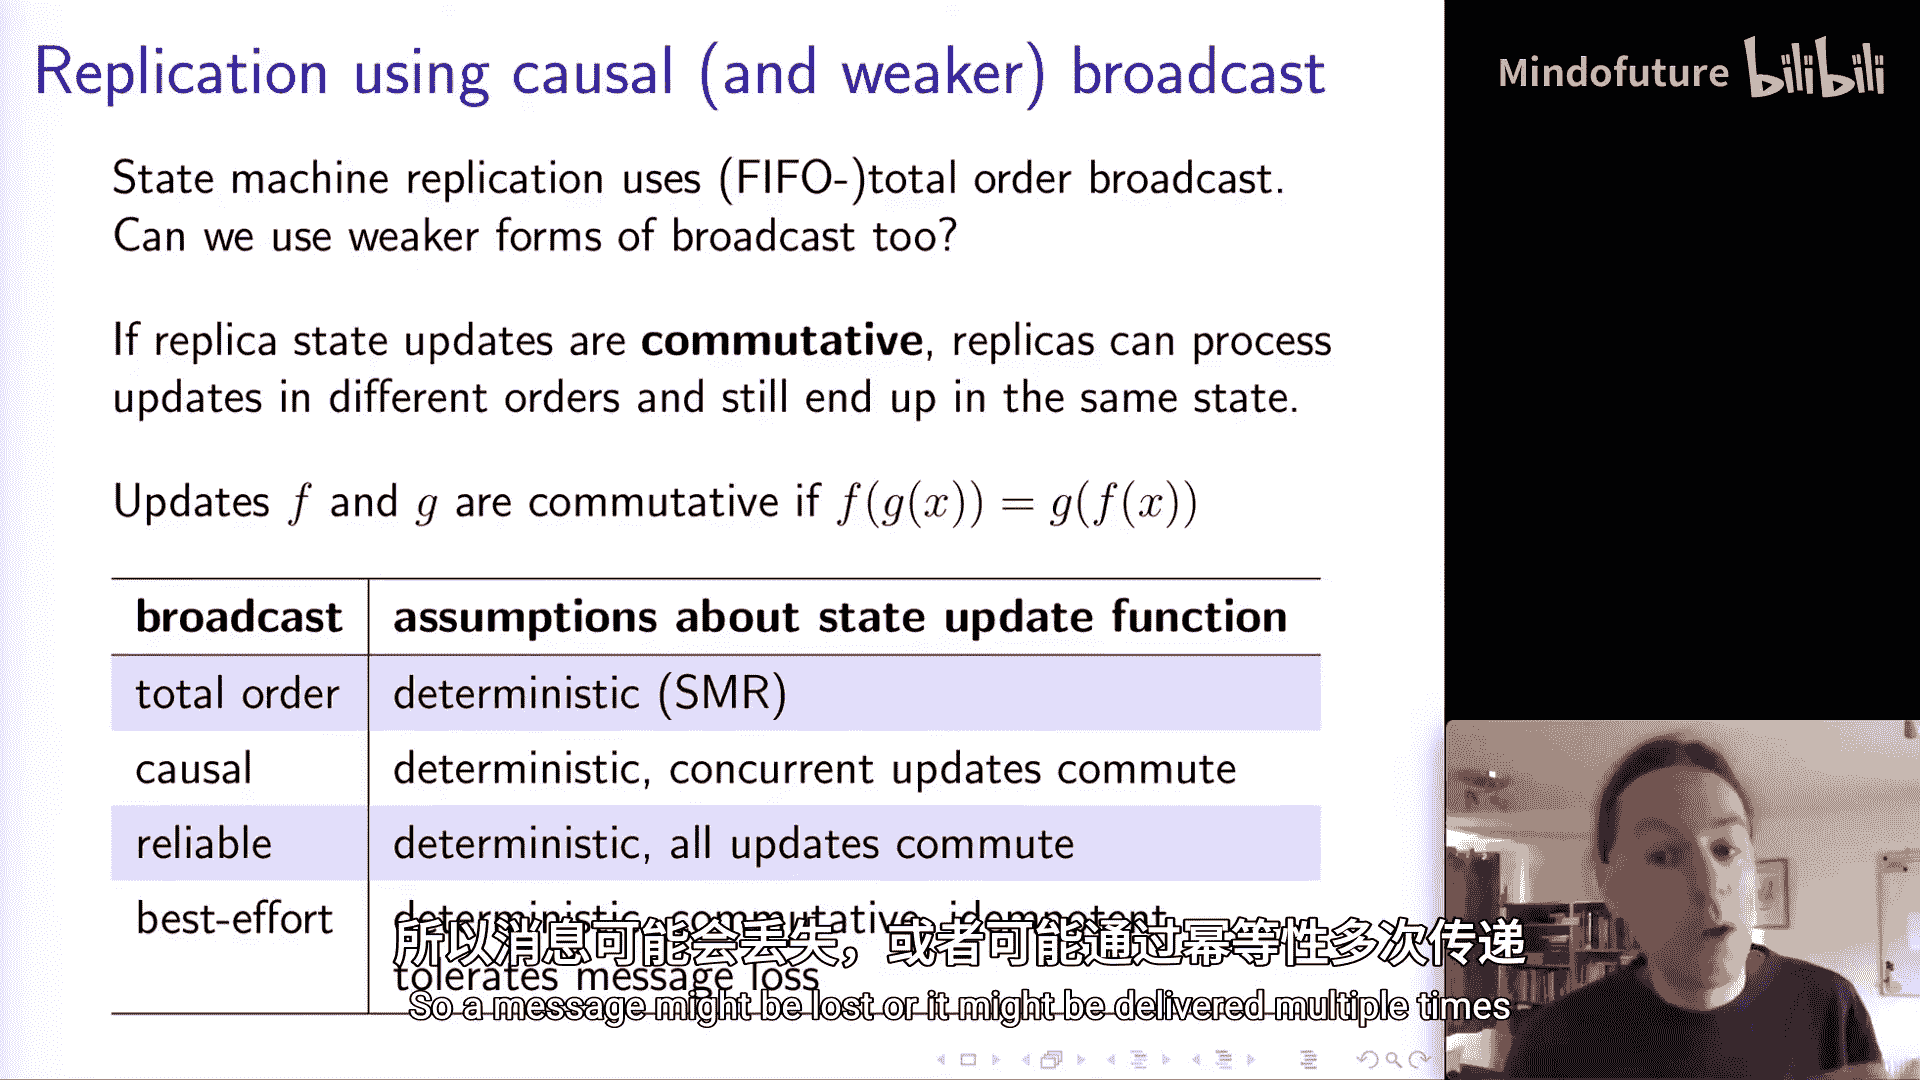 Replication using causal (and weaker) broadcast
Mindofuture bilibili
State machine replication uses (FIFO-)total order broadcast.
Can we use weaker forms of broadcast too?
If replica state updates are commutative, replicas can process
updates in different orders and still end up in the same state.
Updates f and g are commutative if f(g(x)) = g(f(x))
broadcast assumptions about state update function
total order deterministic (SMR)
causal deterministic, concurrent updates commute
reliable deterministic, all updates commute
best-effort deterministic, commutative, idempotent,
所以消息可能会丢失，或者可能通过幂等性多次传递
tolerates message loss
So a message might be lost or it might be delivered multiple times